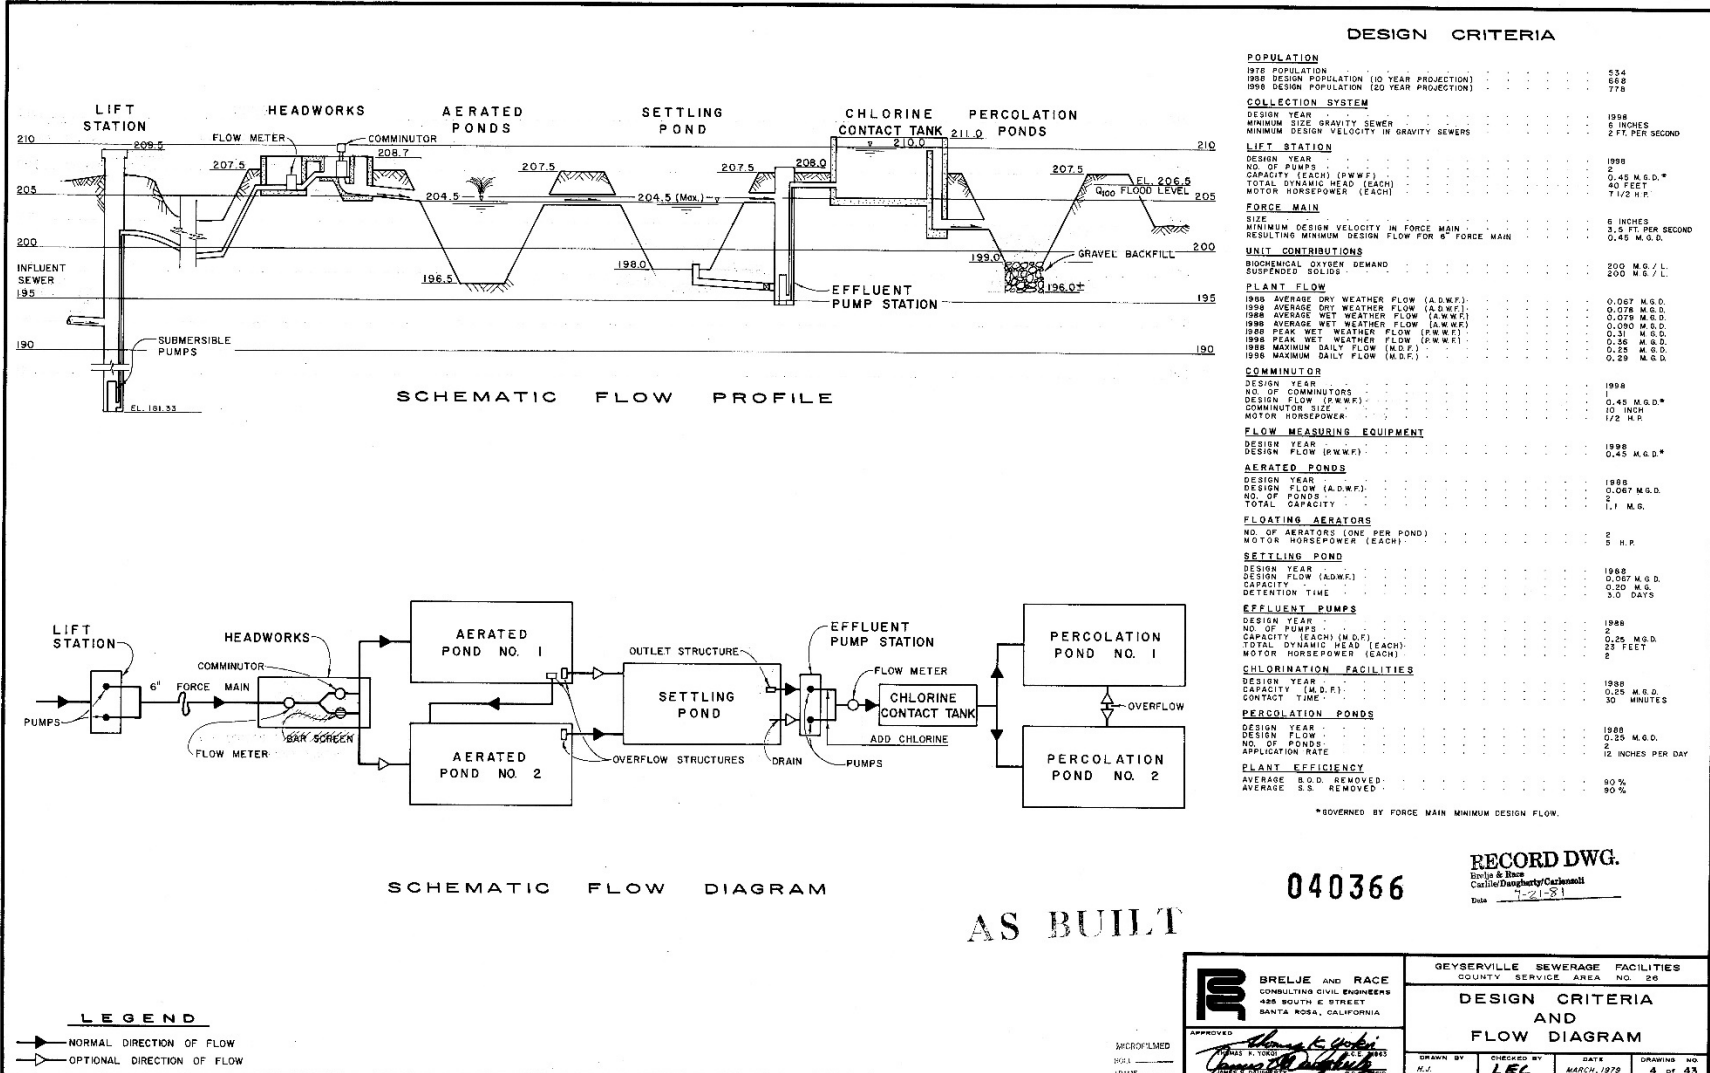 LIFT
STATION
HEADWORKS
AERATED
PONDS
SETTLING
POND
CHLORINE
CONTACT TANK
PERCOLATION
PONDS
FLOW METER
COMMINUTOR
210
209.5
208.7
211.0
210.0
210
207.5
207.5
207.5
208.0
207.5
EL. 206.5
Q100 FLOOD LEVEL
205
204.5
204.5 (Max.)
205
200
200
INFLUENT
SEWER
196.5
198.0
199.0
GRAVEL BACKFILL
196.0±
EFFLUENT
PUMP STATION
195
195
SUBMERSIBLE
PUMPS
190
190
EL. 181.33
SCHEMATIC FLOW PROFILE
LIFT
STATION
PUMPS
6" FORCE MAIN
HEADWORKS
COMMINUTOR
FLOW METER
BAR SCREEN
AERATED
POND NO. 1
AERATED
POND NO. 2
OVERFLOW STRUCTURES
OUTLET STRUCTURE
SETTLING
POND
DRAIN
EFFLUENT
PUMP STATION
FLOW METER
ADD CHLORINE
PUMPS
CHLORINE
CONTACT TANK
PERCOLATION
POND NO. 1
OVERFLOW
PERCOLATION
POND NO. 2
SCHEMATIC FLOW DIAGRAM
LEGEND
NORMAL DIRECTION OF FLOW
OPTIONAL DIRECTION OF FLOW
DESIGN CRITERIA
POPULATION
1978 POPULATION 534
1988 DESIGN POPULATION (10 YEAR PROJECTION) 668
1998 DESIGN POPULATION (20 YEAR PROJECTION) 778
COLLECTION SYSTEM
DESIGN YEAR 1998
MINIMUM SIZE GRAVITY SEWER 6 INCHES
MINIMUM DESIGN VELOCITY IN GRAVITY SEWERS 2 FT. PER SECOND
LIFT STATION
DESIGN YEAR 1998
NO. OF PUMPS 2
CAPACITY (EACH) (PWWF) 0.45 M.G.D.*
TOTAL DYNAMIC HEAD (EACH) 40 FEET
MOTOR HORSEPOWER (EACH) 7 1/2 H.P.
FORCE MAIN
SIZE 6 INCHES
MINIMUM DESIGN VELOCITY IN FORCE MAIN 3.5 FT. PER SECOND
RESULTING MINIMUM DESIGN FLOW FOR 6" FORCE MAIN 0.45 M.G.D.
UNIT CONTRIBUTIONS
BIOCHEMICAL OXYGEN DEMAND 200 M.G./L.
SUSPENDED SOLIDS 200 M.G./L.
PLANT FLOW
1988 AVERAGE DRY WEATHER FLOW (A.D.W.F.) 0.067 M.G.D.
1998 AVERAGE DRY WEATHER FLOW (A.D.W.F.) 0.078 M.G.D.
1988 AVERAGE WET WEATHER FLOW (A.W.W.F.) 0.079 M.G.D.
1998 AVERAGE WET WEATHER FLOW (A.W.W.F.) 0.090 M.G.D.
1988 PEAK WET WEATHER FLOW (P.W.W.F.) 0.31 M.G.D.
1998 PEAK WET WEATHER FLOW (P.W.W.F.) 0.36 M.G.D.
1988 MAXIMUM DAILY FLOW (M.D.F.) 0.25 M.G.D.
1998 MAXIMUM DAILY FLOW (M.D.F.) 0.29 M.G.D.
COMMINUTOR
DESIGN YEAR 1998
NO. OF COMMINUTORS 1
DESIGN FLOW (P.W.W.F.) 0.45 M.G.D.*
COMMINUTOR SIZE 10 INCH
MOTOR HORSEPOWER 1/2 H.P.
FLOW MEASURING EQUIPMENT
DESIGN YEAR 1998
DESIGN FLOW (P.W.W.F.) 0.45 M.G.D.*
AERATED PONDS
DESIGN YEAR 1988
DESIGN FLOW (A.D.W.F.) 0.067 M.G.D.
NO. OF PONDS 2
TOTAL CAPACITY 1.1 M.G.
FLOATING AERATORS
NO. OF AERATORS (ONE PER POND) 2
MOTOR HORSEPOWER (EACH) 5 H.P.
SETTLING POND
DESIGN YEAR 1988
DESIGN FLOW (A.D.W.F.) 0.067 M.G.D.
CAPACITY 0.20 M.G.
DETENTION TIME 3.0 DAYS
EFFLUENT PUMPS
DESIGN YEAR 1988
NO. OF PUMPS 2
CAPACITY (EACH) (M.D.F.) 0.25 M.G.D.
TOTAL DYNAMIC HEAD (EACH) 23 FEET
MOTOR HORSEPOWER (EACH) 2
CHLORINATION FACILITIES
DESIGN YEAR 1988
CAPACITY (M.D.F.) 0.25 M.G.D.
CONTACT TIME 30 MINUTES
PERCOLATION PONDS
DESIGN YEAR 1988
DESIGN FLOW 0.25 M.G.D.
NO. OF PONDS 2
APPLICATION RATE 12 INCHES PER DAY
PLANT EFFICIENCY
AVERAGE B.O.D. REMOVED 90 %
AVERAGE S.S. REMOVED 90 %
*GOVERNED BY FORCE MAIN MINIMUM DESIGN FLOW.
040366
RECORD DWG.
Brelje & Race
Carlile/Daugherty/Carlenzoli
Date 7-21-81
AS BUILT
BRELJE AND RACE
CONSULTING CIVIL ENGINEERS
425 SOUTH E STREET
SANTA ROSA, CALIFORNIA
APPROVED
THOMAS K. YOKOI
GEYSERVILLE SEWERAGE FACILITIES
COUNTY SERVICE AREA NO. 26
DESIGN CRITERIA
AND
FLOW DIAGRAM
DRAWN BY
H.J.
CHECKED BY
LEC
DATE
MARCH, 1979
DRAWING NO.
4 OF 43
MICROFILMED